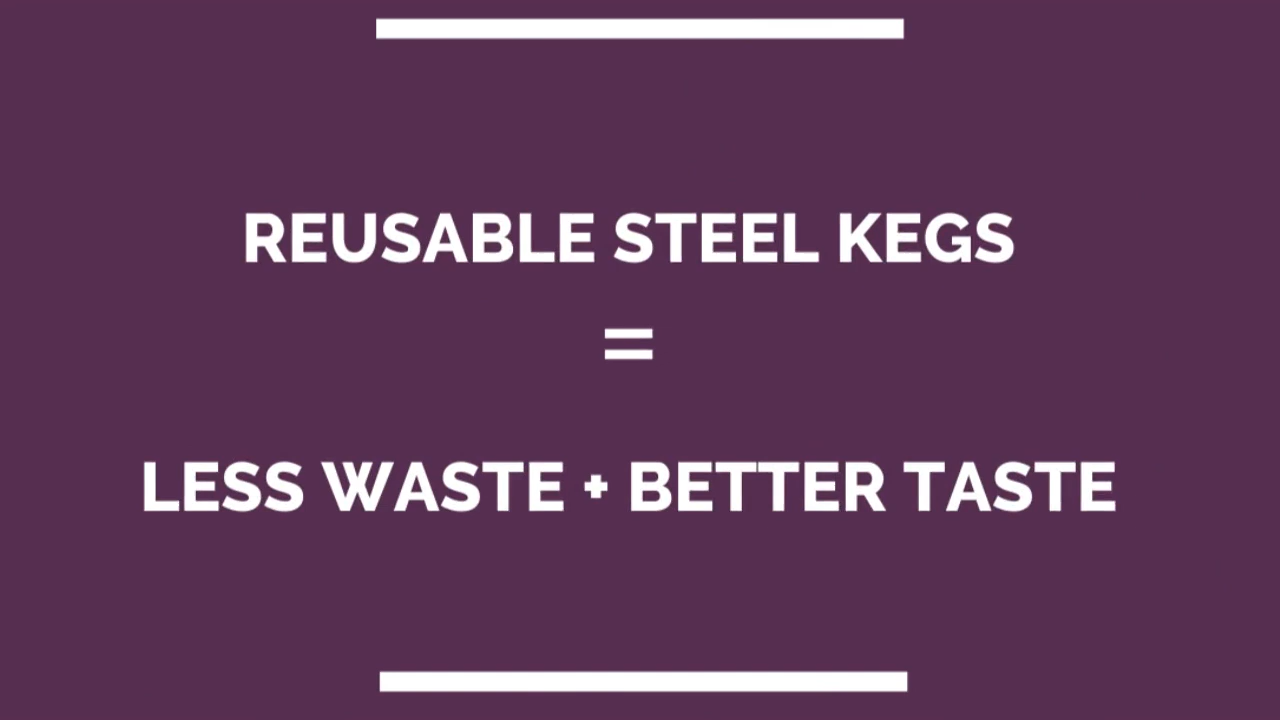 REUSABLE STEEL KEGS
=
LESS WASTE + BETTER TASTE